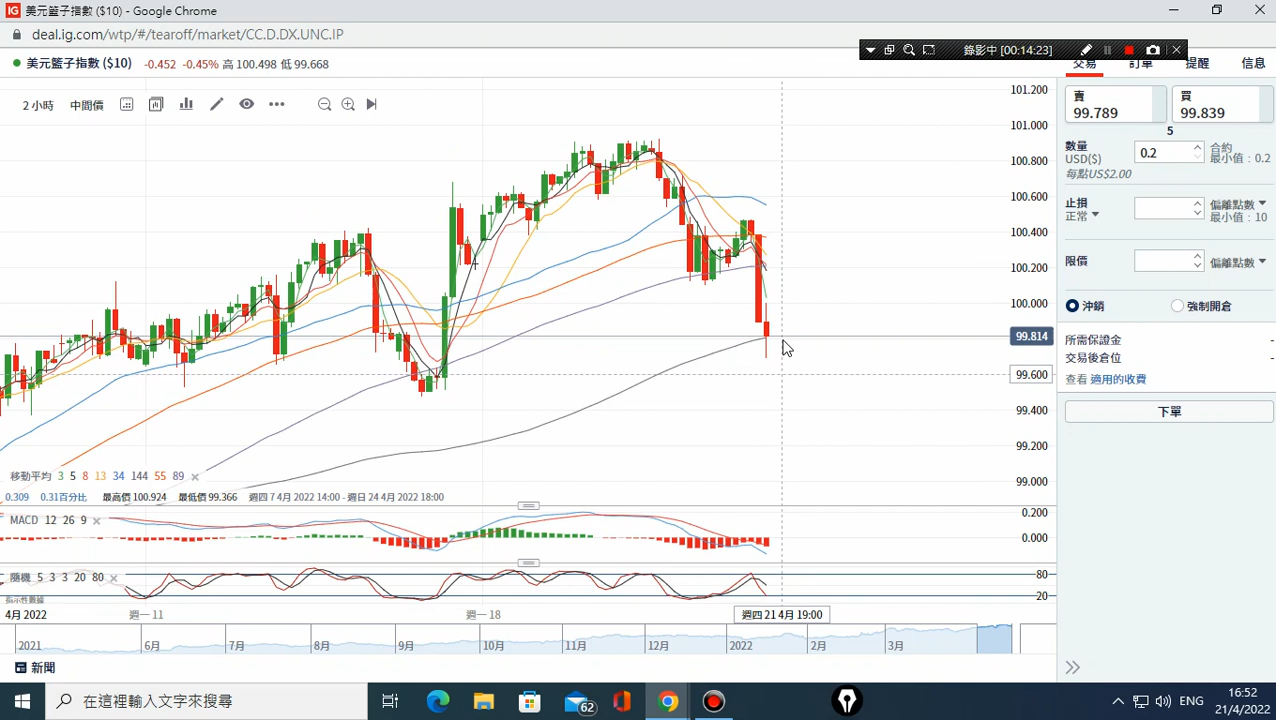 IG 美元籃子指數 ($10) - Google Chrome
deal.ig.com/wtp/#/tearoff/market/CC.D.DX.UNC.IP
錄影中 [00:14:23]
美元籃子指數 ($10) -0.452 -0.45% 高 100.498 低 99.668
交易 訂單 提醒 信息
2 小時 中間價
賣 99.789
買 99.839
5
數量 USD($) 0.2 合約 最小值 : 0.2
每點US$2.00
止損 正常 偏離點數 最小值 : 10
限價 偏離點數
沖銷 強制開倉
所需保證金 -
交易後倉位 -
查看 適用的收費
下單
101.200
101.000
100.800
100.600
100.400
100.200
100.000
99.814
99.600
99.400
99.200
99.000
移動平均 3 5 8 13 34 144 55 89
0.309 0.31百分比 最高價 100.924 最低價 99.366 週四 7 4月 2022 14:00 - 週日 24 4月 2022 18:00
MACD 12 26 9
0.200
0.000
隨機 5 3 3 20 80
80
20
指示性數據
4月 2022 週一 11 週一 18 週四 21 4月 19:00
2021 6月 7月 8月 9月 10月 11月 12月 2022 2月 3月
新聞
在這裡輸入文字來搜尋
62
ENG
16:52
21/4/2022